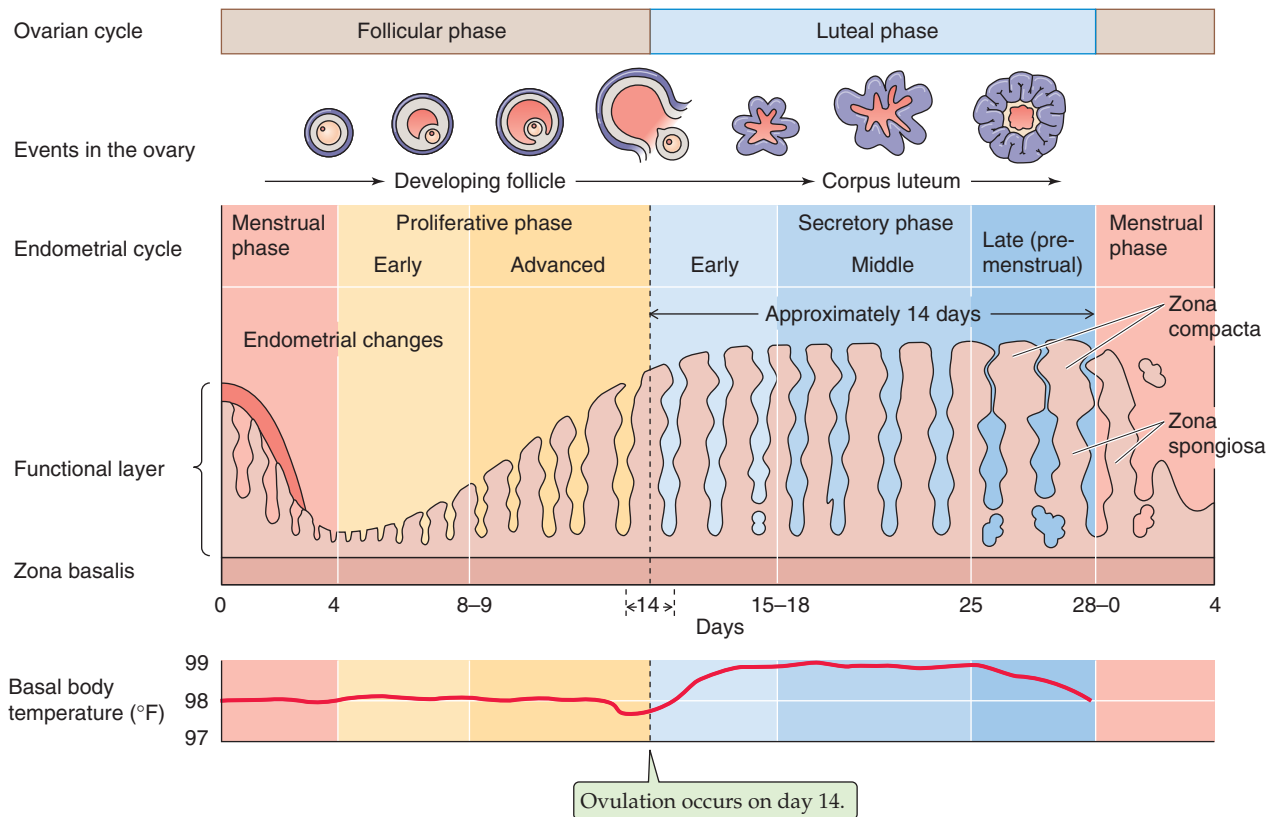 Ovarian cycle
Follicular phase
Luteal phase
Events in the ovary
Developing follicle
Corpus luteum
Endometrial cycle
Menstrual
phase
Proliferative phase
Early
Advanced
Secretory phase
Early
Middle
Late (pre-
menstrual)
Menstrual
phase
Approximately 14 days
Endometrial changes
Zona
compacta
Zona
spongiosa
Functional layer
Zona basalis
0
4
8–9
14
15–18
25
28–0
4
Days
Basal body
temperature (°F)
99
98
97
Ovulation occurs on day 14.